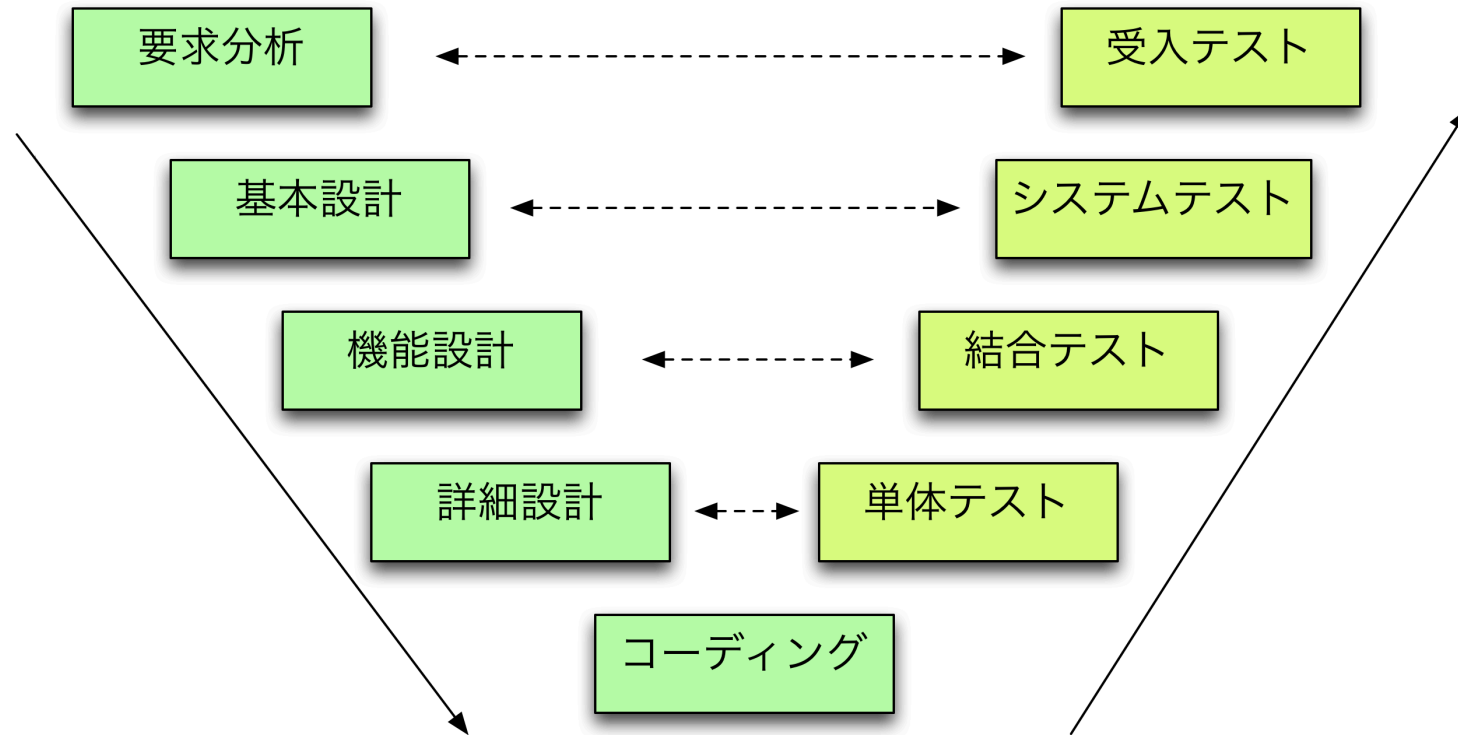 要求分析
受入テスト
基本設計
システムテスト
機能設計
結合テスト
詳細設計
単体テスト
コーディング